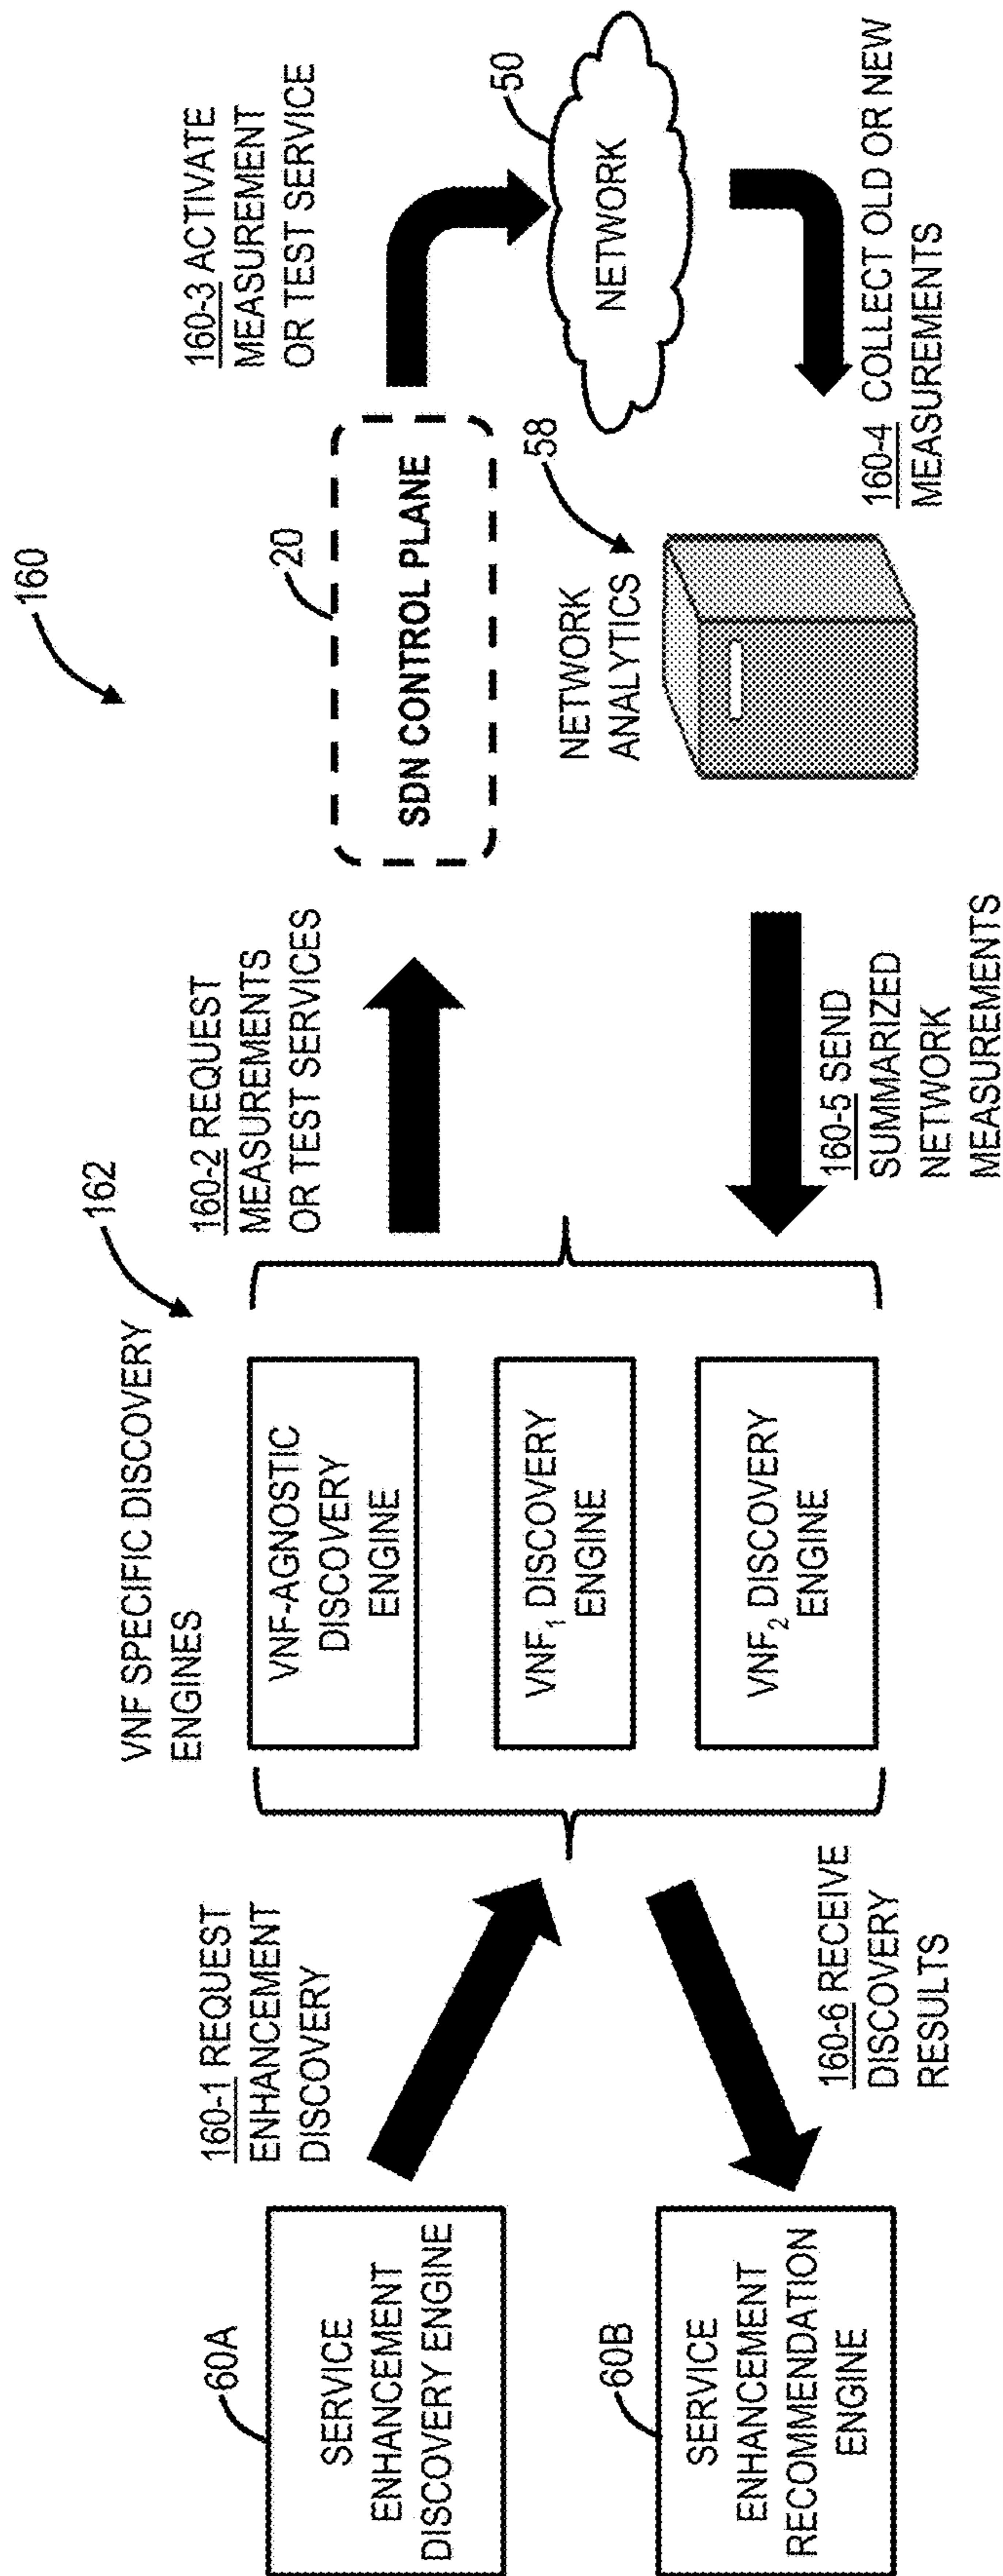 160
60A
SERVICE
ENHANCEMENT
DISCOVERY ENGINE
60B
SERVICE
ENHANCEMENT
RECOMMENDATION
ENGINE
160-1 REQUEST
ENHANCEMENT
DISCOVERY
160-6 RECEIVE
DISCOVERY
RESULTS
VNF SPECIFIC DISCOVERY
ENGINES
162
VNF-AGNOSTIC
DISCOVERY
ENGINE
VNF₁ DISCOVERY
ENGINE
VNF₂ DISCOVERY
ENGINE
160-2 REQUEST
MEASUREMENTS
OR TEST SERVICES
160-5 SEND
SUMMARIZED
NETWORK
MEASUREMENTS
20
SDN CONTROL PLANE
NETWORK
ANALYTICS
58
160-3 ACTIVATE
MEASUREMENT
OR TEST SERVICE
50
NETWORK
160-4 COLLECT OLD OR NEW
MEASUREMENTS